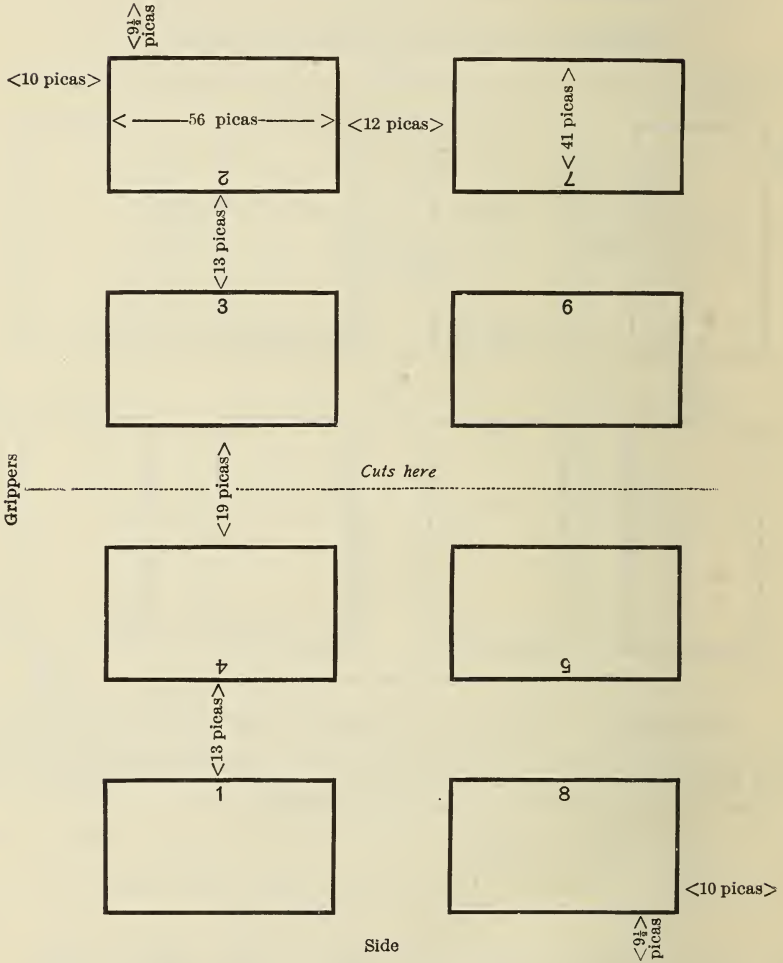 <9½>
picas
<10 picas>
<——56 picas——>
<12 picas>
<41 picas>
2
7
<13 picas>
3
6
Grippers
<19 picas>
Cuts here
4
5
<13 picas>
1
8
<10 picas>
<9½>
picas
Side